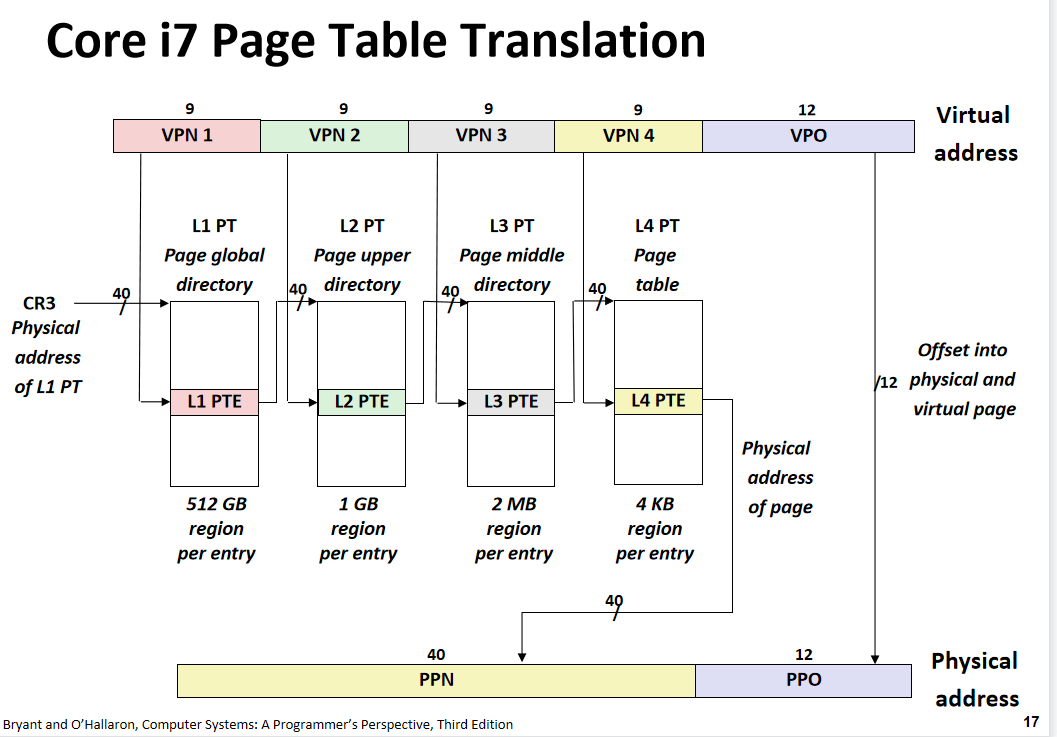 Core i7 Page Table Translation
9 9 9 9 12
VPN 1 VPN 2 VPN 3 VPN 4 VPO
Virtual
address
L1 PT
Page global
directory
L2 PT
Page upper
directory
L3 PT
Page middle
directory
L4 PT
Page
table
CR3
Physical
address
of L1 PT
40
/
40
/
40
/
40
/
L1 PTE L2 PTE L3 PTE L4 PTE
512 GB
region
per entry
1 GB
region
per entry
2 MB
region
per entry
4 KB
region
per entry
/12
Offset into
physical and
virtual page
Physical
address
of page
40
/
40 12
PPN PPO
Physical
address
Bryant and O’Hallaron, Computer Systems: A Programmer’s Perspective, Third Edition
17